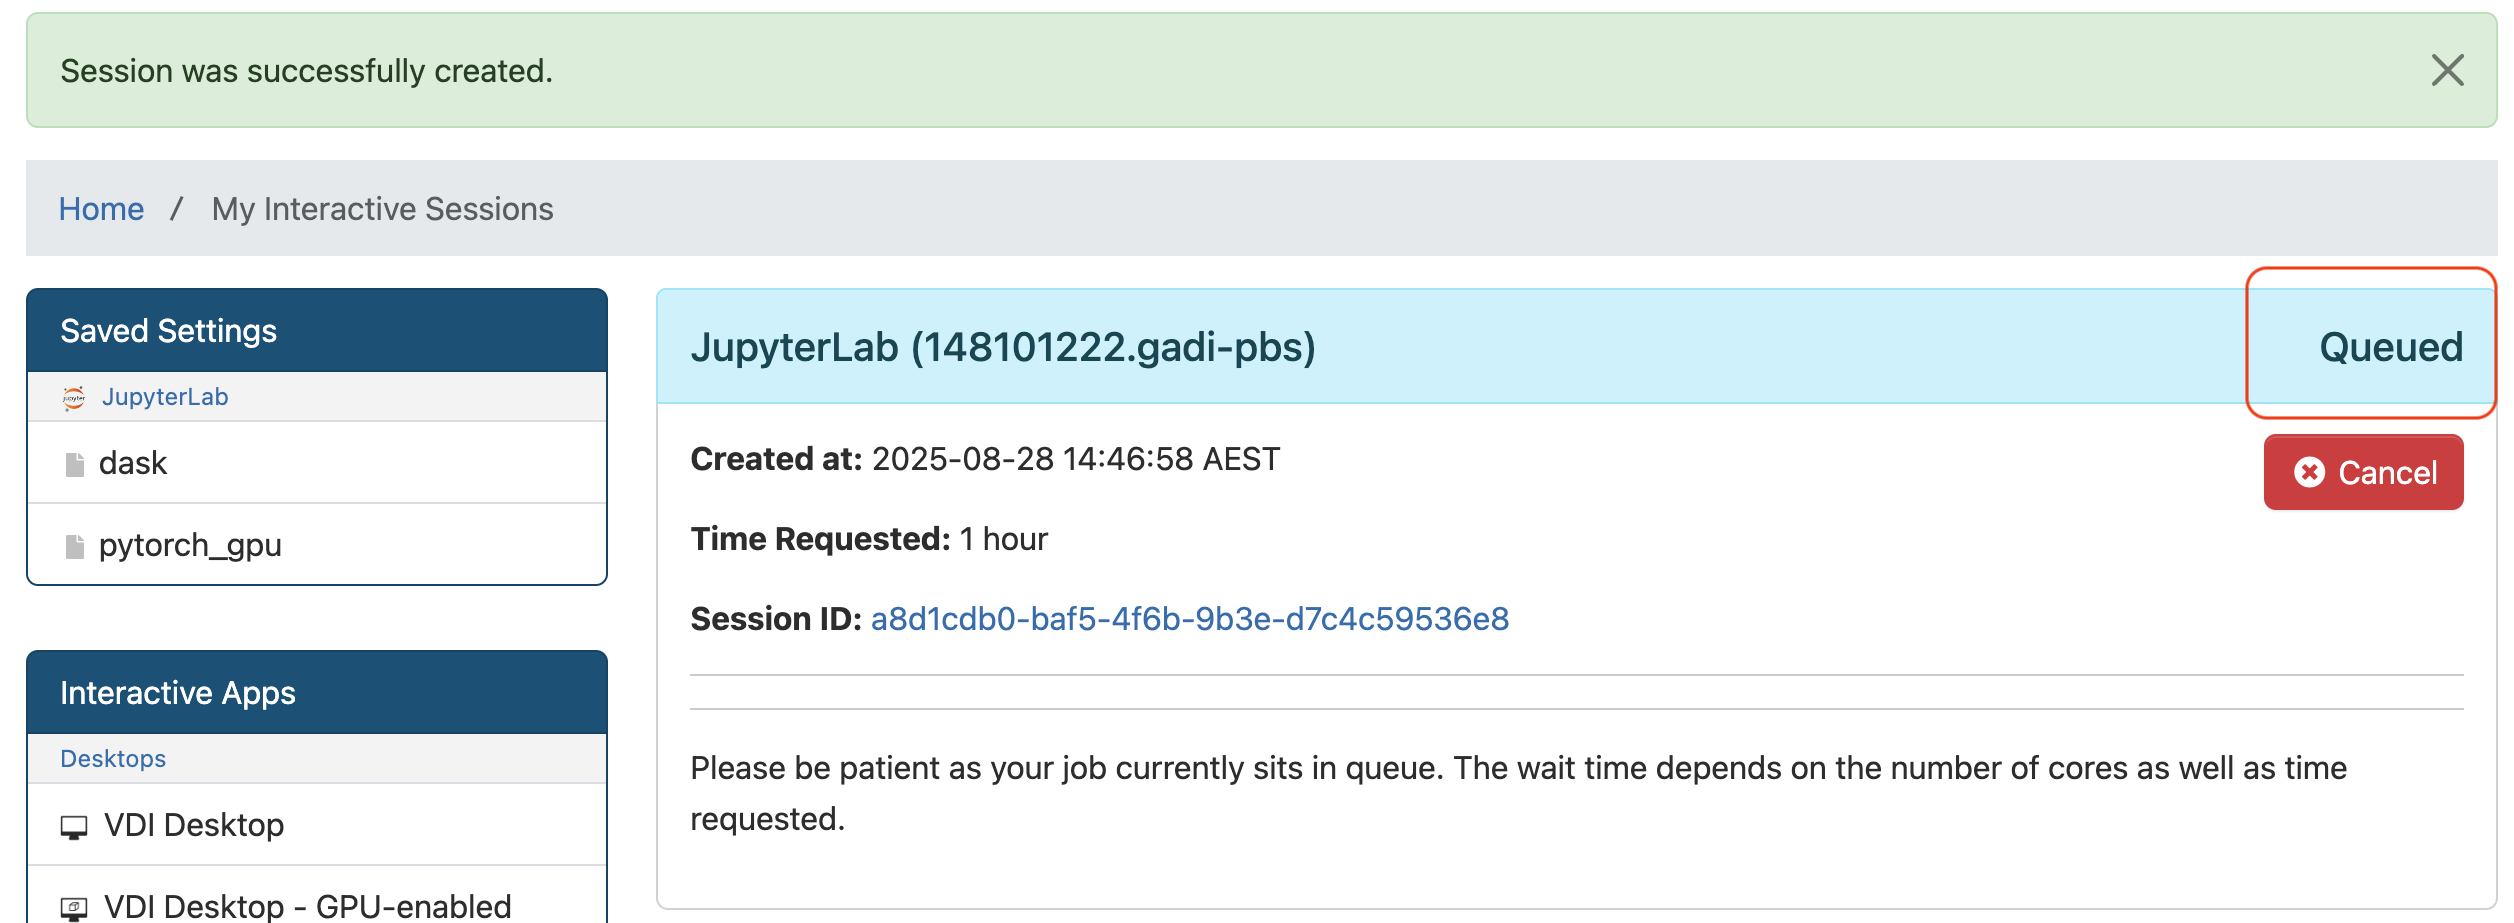 Session was successfully created.
Home / My Interactive Sessions
Saved Settings
jupyter JupyterLab
dask
pytorch_gpu
Interactive Apps
Desktops
VDI Desktop
VDI Desktop - GPU-enabled
JupyterLab (148101222.gadi-pbs)
Queued
Created at: 2025-08-28 14:46:58 AEST
Cancel
Time Requested: 1 hour
Session ID: a8d1cdb0-baf5-4f6b-9b3e-d7c4c59536e8
Please be patient as your job currently sits in queue. The wait time depends on the number of cores as well as time
requested.